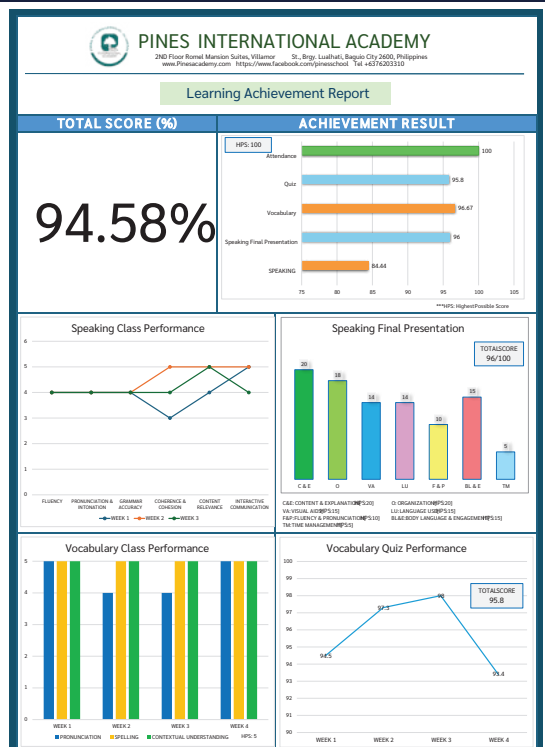 PINES INTERNATIONAL ACADEMY
2ND Floor Romel Mansion Suites, Villamor St., Brgy. Lualhati, Baguio City 2600, Philippines
www.Pinesacademy.com https://www.facebook.com/pinesschool Tel +6376203310
Learning Achievement Report
TOTAL SCORE (%)
ACHIEVEMENT RESULT
94.58%
HPS: 100
Attendance 100
Quiz 95.8
Vocabulary 96.67
Speaking Final Presentation 96
SPEAKING 84.44
75 80 85 90 95 100 105
***HPS: Highest Possible Score
Speaking Class Performance
6
5
4
3
2
1
0
FLUENCY
PRONUNCIATION & INTONATION
GRAMMAR ACCURACY
COHERENCE & COHESION
CONTENT RELEVANCE
INTERACTIVE COMMUNICATION
WEEK 1 WEEK 2 WEEK 3
Speaking Final Presentation
TOTALSCORE
96/100
20 18 14 14 10 15 5
C & E O VA LU F & P BL & E TM
C&E: CONTENT & EXPLANATION[HPS:20] O: ORGANIZATION[HPS:20]
VA: VISUAL AIDS[HPS:15] LU: LANGUAGE USE[HPS:15]
F&P:FLUENCY & PRONUNCIATION[HPS:10] BL&E:BODY LANGUAGE & ENGAGEMENT[HPS:15]
TM:TIME MANAGEMENT[HPS:5]
Vocabulary Class Performance
5
4
3
2
1
0
WEEK 1 WEEK 2 WEEK 3 WEEK 4
PRONUNCIATION SPELLING CONTEXTUAL UNDERSTANDING HPS: 5
Vocabulary Quiz Performance
TOTALSCORE
95.8
100
99
98
97
96
95
94
93
92
91
90
94.5 97.3 98 93.4
WEEK 1 WEEK 2 WEEK 3 WEEK 4